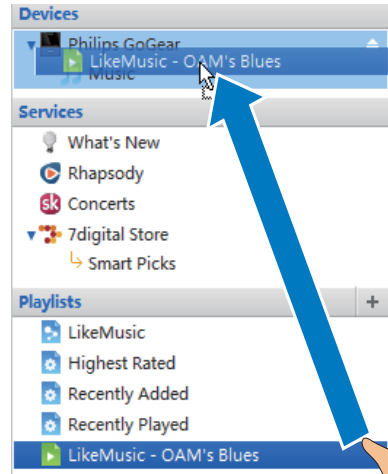 Devices
Philips GoGear
LikeMusic - OAM's Blues
Music
Services
What's New
Rhapsody
sk Concerts
7digital Store
Smart Picks
Playlists +
LikeMusic
Highest Rated
Recently Added
Recently Played
LikeMusic - OAM's Blues